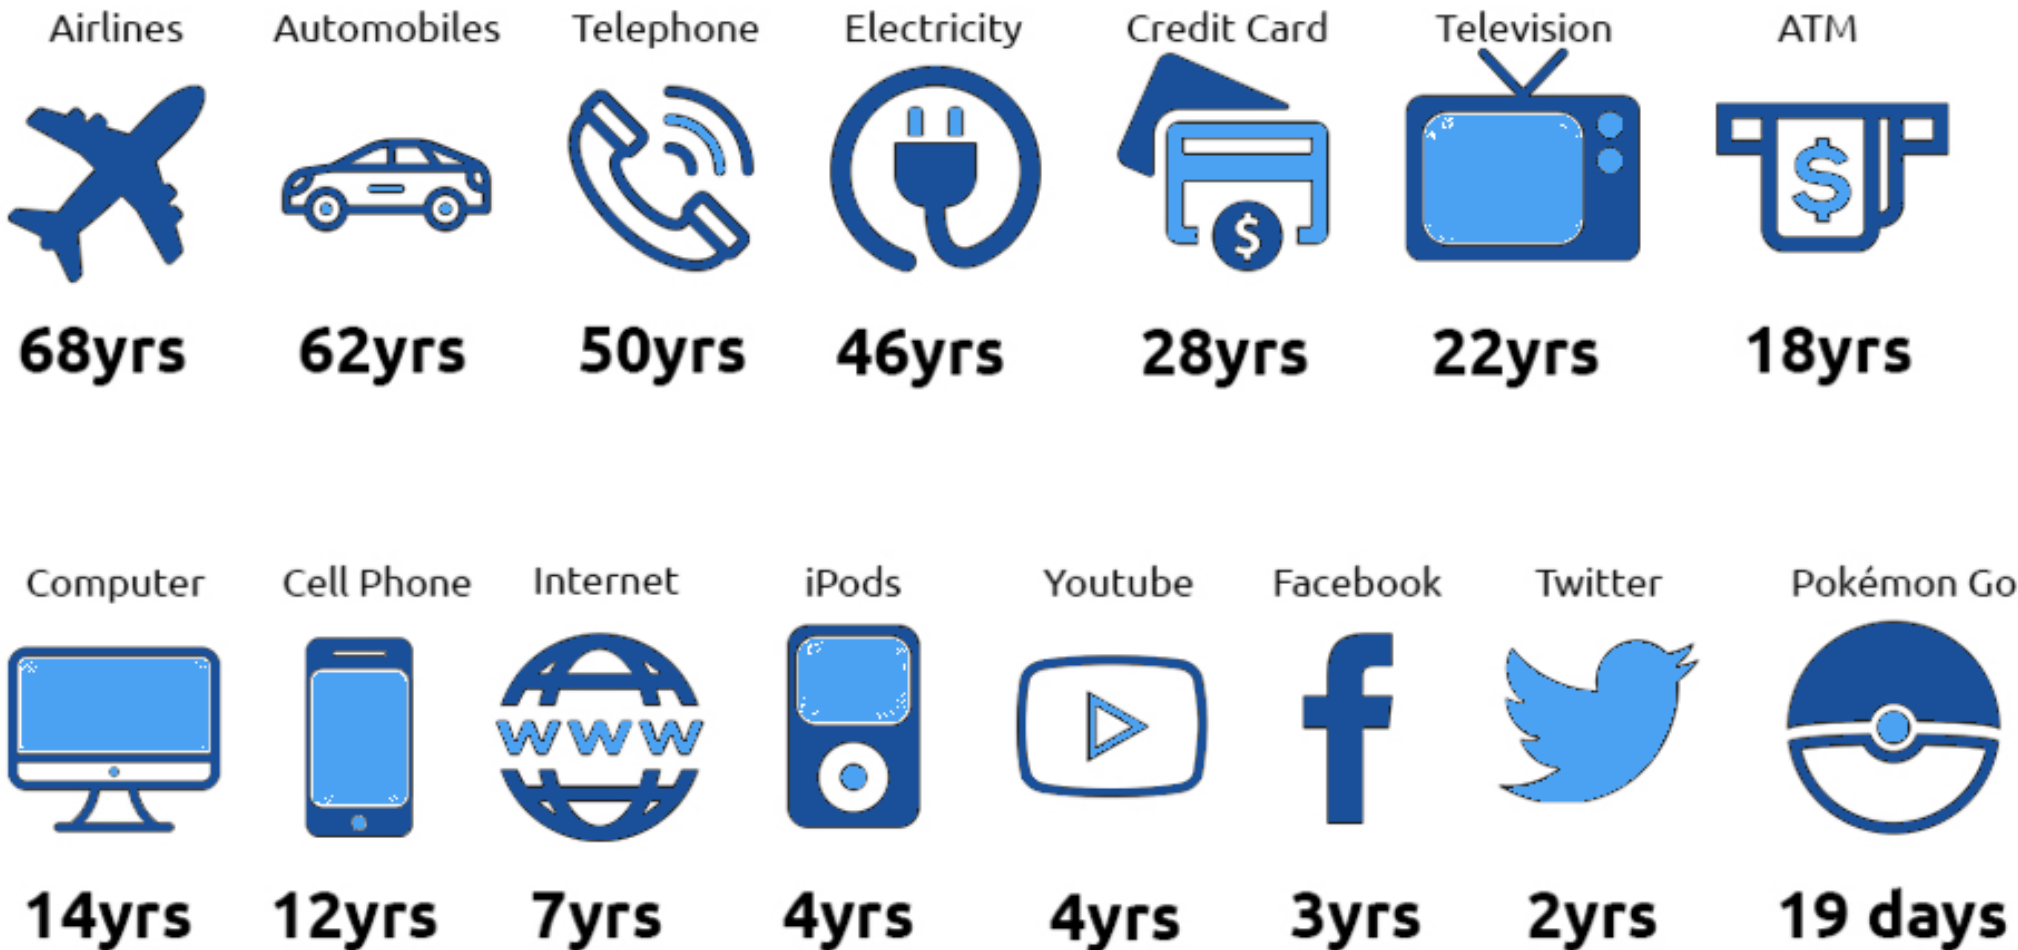 Airlines Automobiles Telephone Electricity Credit Card Television ATM
$ $
68yrs 62yrs 50yrs 46yrs 28yrs 22yrs 18yrs
Computer Cell Phone Internet iPods Youtube Facebook Twitter Pokémon Go
www f
14yrs 12yrs 7yrs 4yrs 4yrs 3yrs 2yrs 19 days